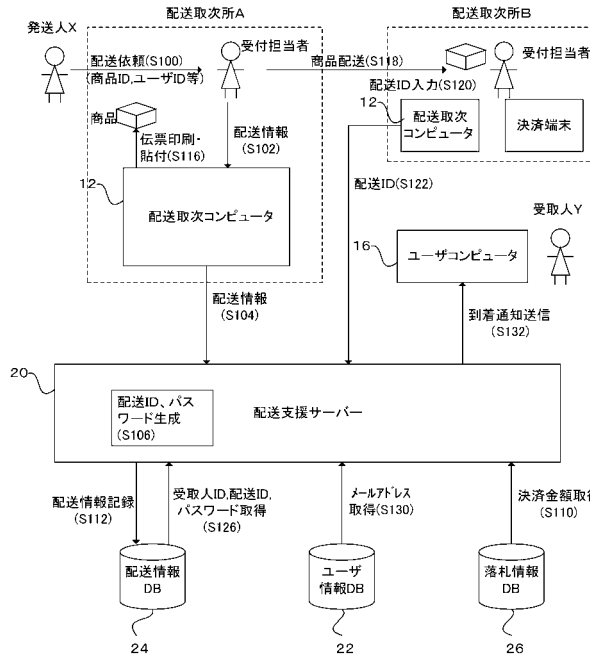 配送取次所A
配送取次所B
発送人X
配送依頼(S100)
(商品ID,ユーザID等)
受付担当者
商品配送(S118)
受付担当者
配送ID入力(S120)
商品
伝票印刷・
貼付(S116)
配送情報
(S102)
12
配送取次
コンピュータ
決済端末
12
配送取次コンピュータ
配送ID(S122)
受取人Y
16
ユーザコンピュータ
配送情報
(S104)
到着通知送信
(S132)
20
配送ID、パス
ワード生成
(S106)
配送支援サーバー
配送情報記録
(S112)
受取人ID,配送ID,
パスワード取得
(S126)
メールアドレス
取得(S130)
決済金額取得
(S110)
配送情報
DB
ユーザ
情報DB
落札情報
DB
24
22
26